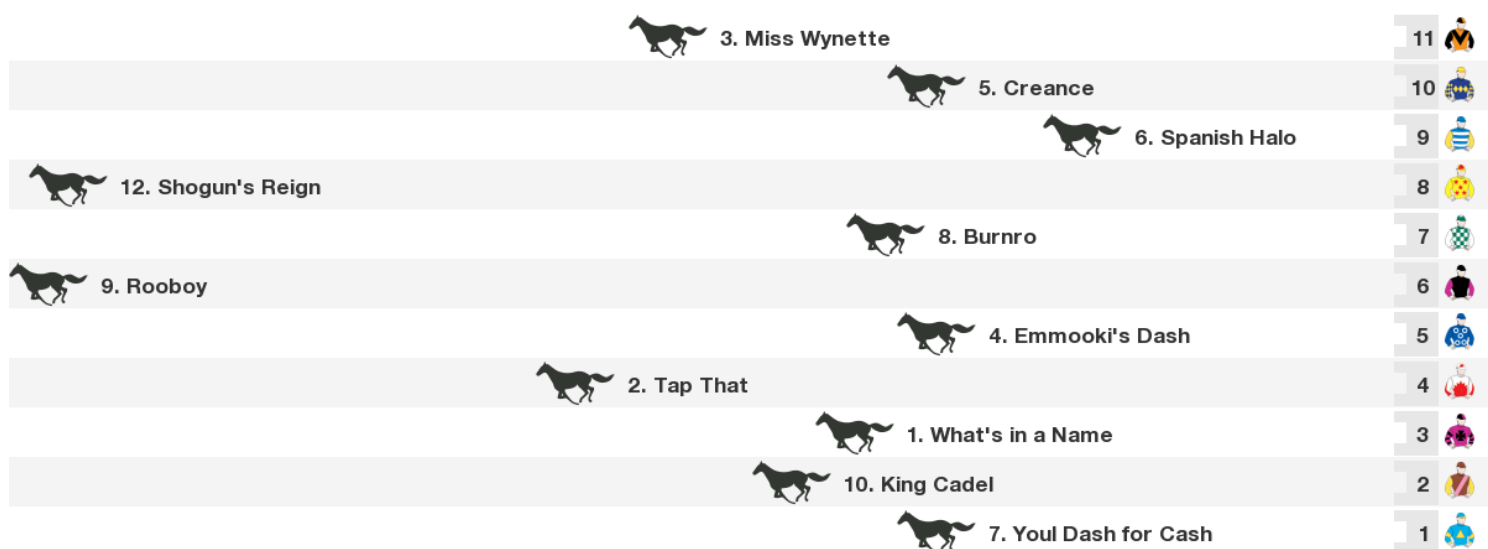 3. Miss Wynette 11
5. Creance 10
6. Spanish Halo 9
12. Shogun's Reign 8
8. Burnro 7
9. Rooboy 6
4. Emmooki's Dash 5
2. Tap That 4
1. What's in a Name 3
10. King Cadel 2
7. Youl Dash for Cash 1